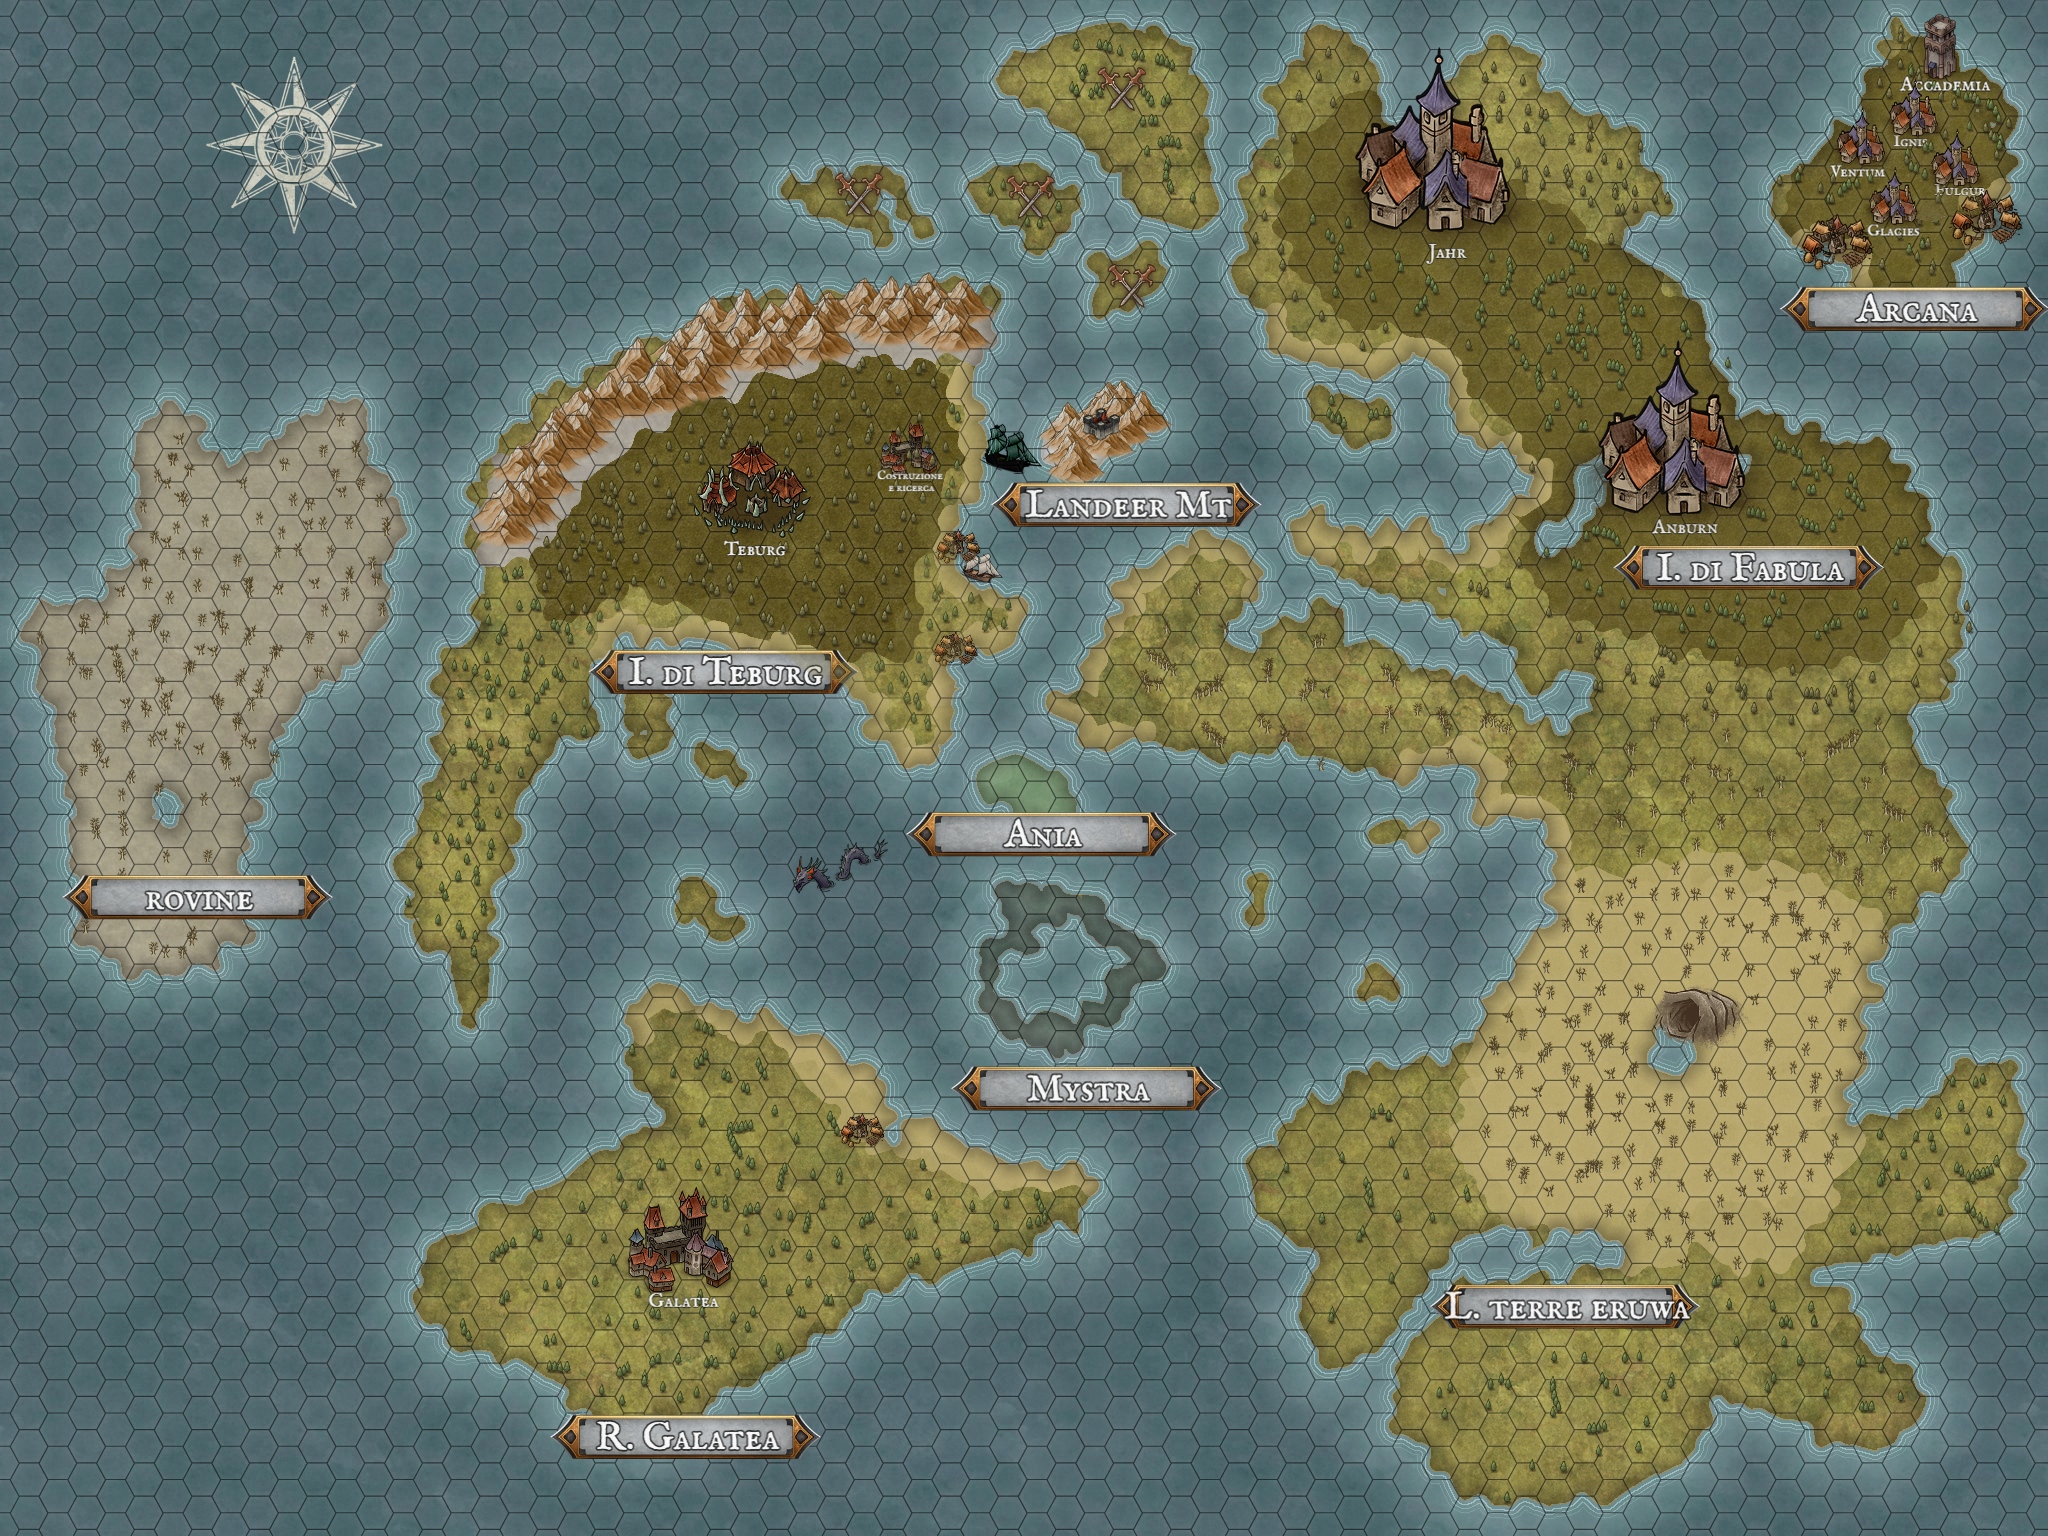 Accademia
Ignis
Ventum
Fulgur
Glacies
Jahr
Arcana
Costruzione
e ricerca
Landeer Mt
Anburn
Teburg
I. di Fabula
I. di Teburg
Ania
rovine
Mystra
Galatea
L. terre eruwa
R. Galatea